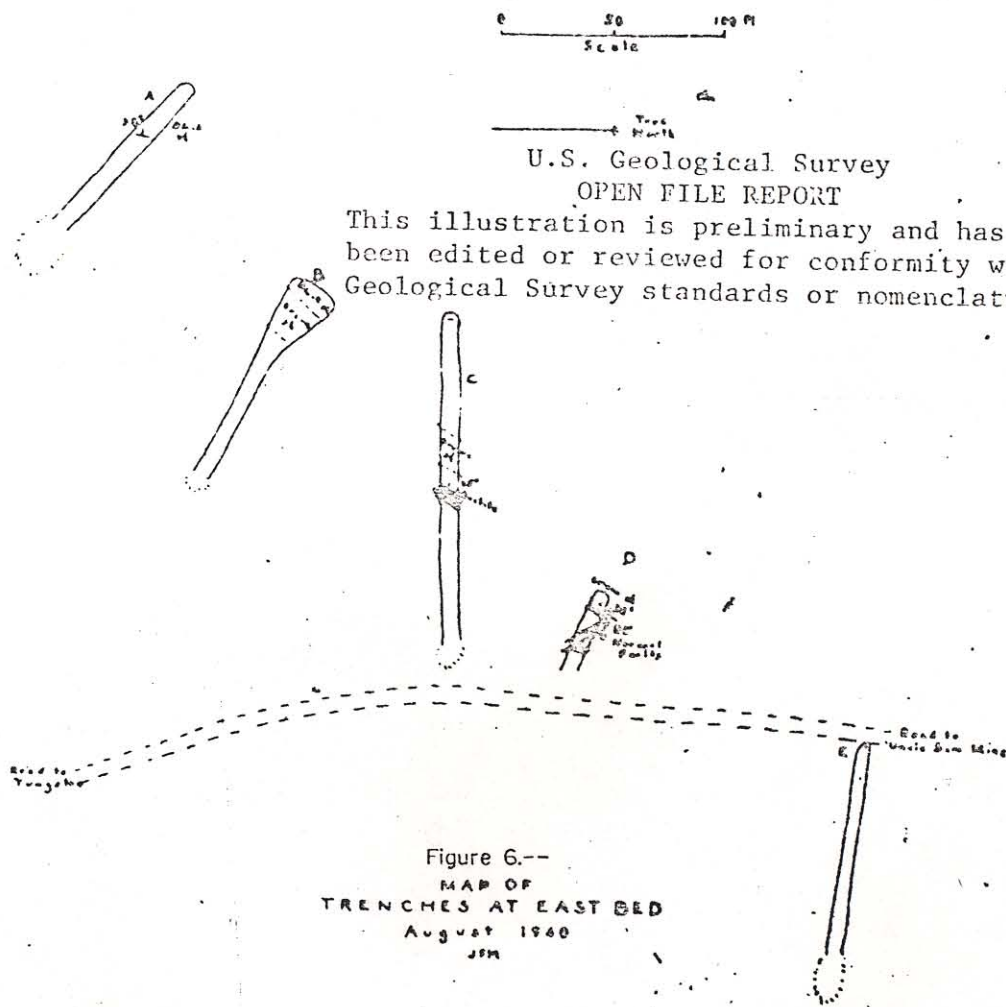 0 50 100 Ft
Scale
True
North
U.S. Geological Survey
OPEN FILE REPORT
This illustration is preliminary and has
been edited or reviewed for conformity w
Geological Survey standards or nomenclat
A
B
C
D
Normal
Faults
Road to
Uncle Sam Mine
E
Road to
Figure 6.--
MAP OF
TRENCHES AT EAST BED
August 1960
JFM